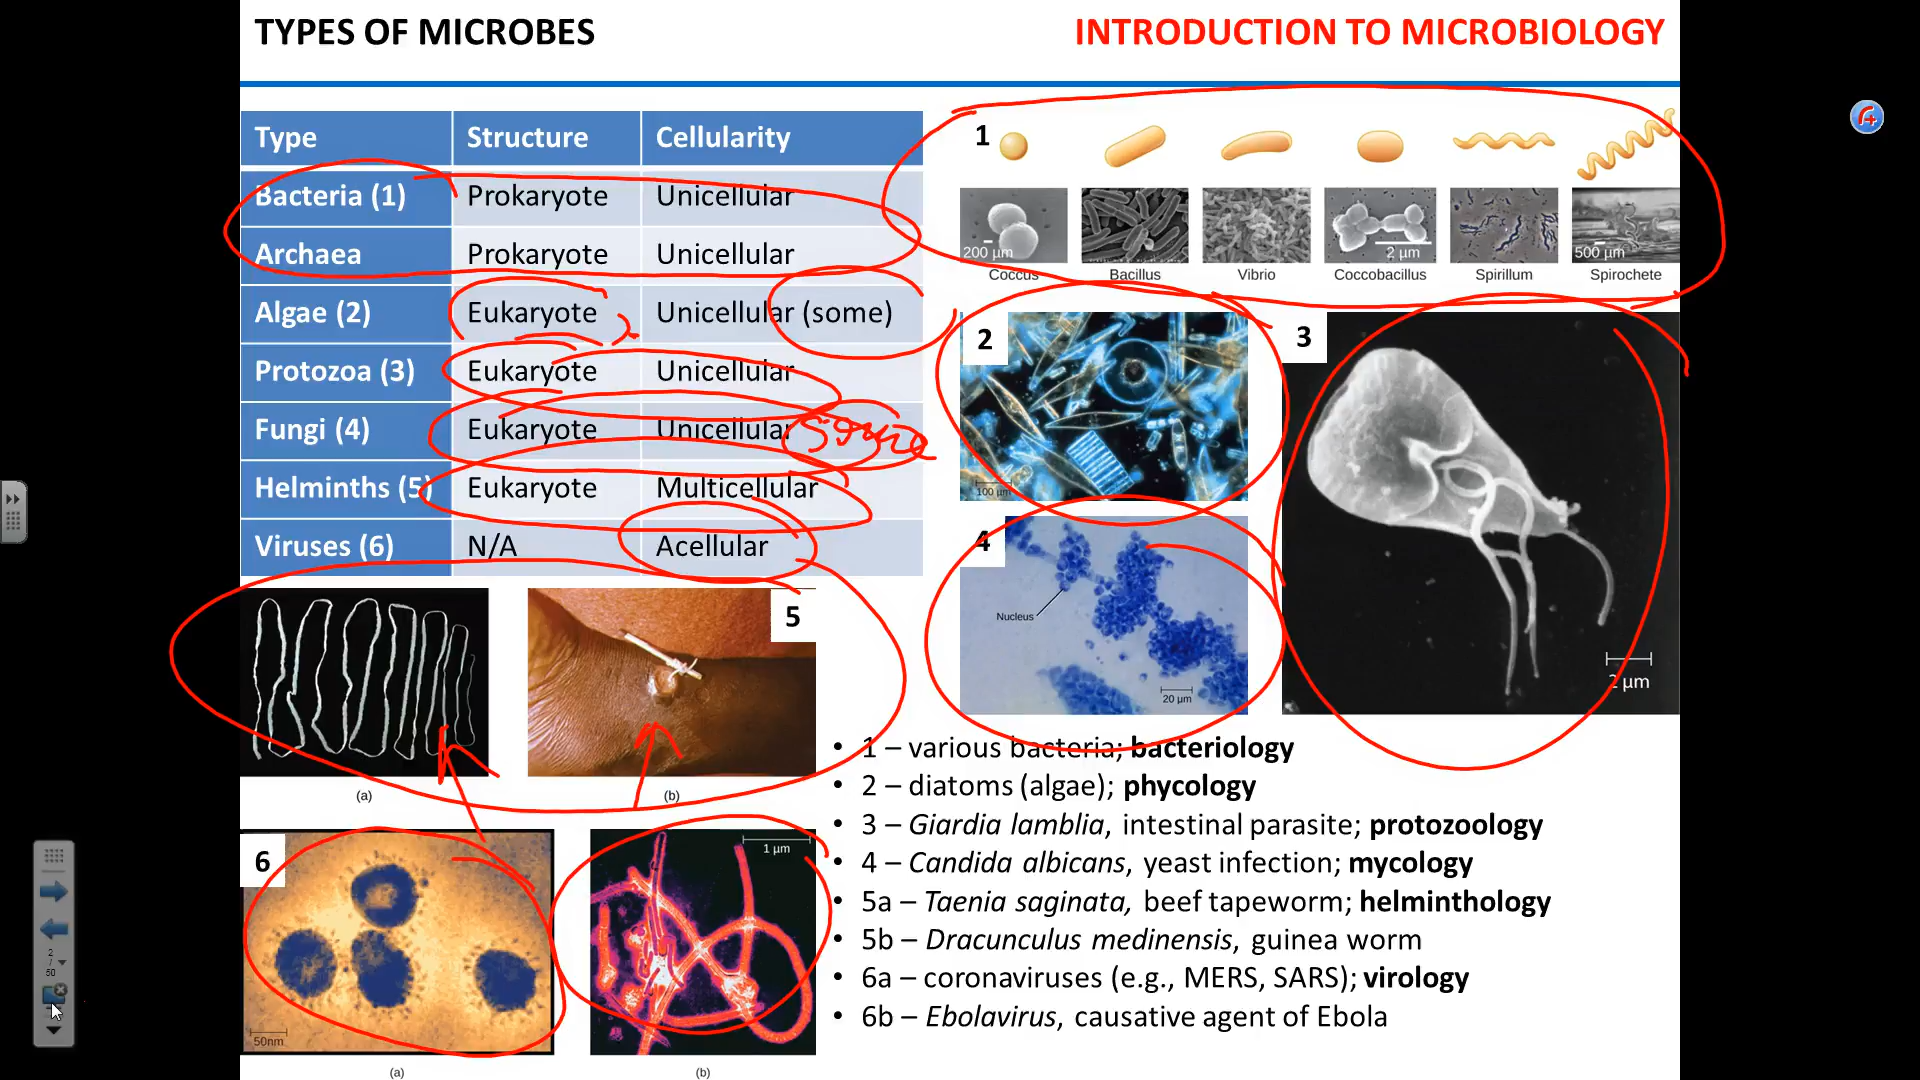 TYPES OF MICROBES
INTRODUCTION TO MICROBIOLOGY
Type Structure Cellularity
Bacteria (1) Prokaryote Unicellular
Archaea Prokaryote Unicellular
Algae (2) Eukaryote Unicellular (some)
Protozoa (3) Eukaryote Unicellular
Fungi (4) Eukaryote Unicellular some
Helminths (5) Eukaryote Multicellular
Viruses (6) N/A Acellular
1
200 µm
2 µm
500 µm
Coccus Bacillus Vibrio Coccobacillus Spirillum Spirochete
2
100 µm
3
2 µm
4
Nucleus
20 µm
5
(a) (b)
6
50nm
1 µm
(a) (b)
• 1 – various bacteria; bacteriology
• 2 – diatoms (algae); phycology
• 3 – Giardia lamblia, intestinal parasite; protozoology
• 4 – Candida albicans, yeast infection; mycology
• 5a – Taenia saginata, beef tapeworm; helminthology
• 5b – Dracunculus medinensis, guinea worm
• 6a – coronaviruses (e.g., MERS, SARS); virology
• 6b – Ebolavirus, causative agent of Ebola
2
/
50